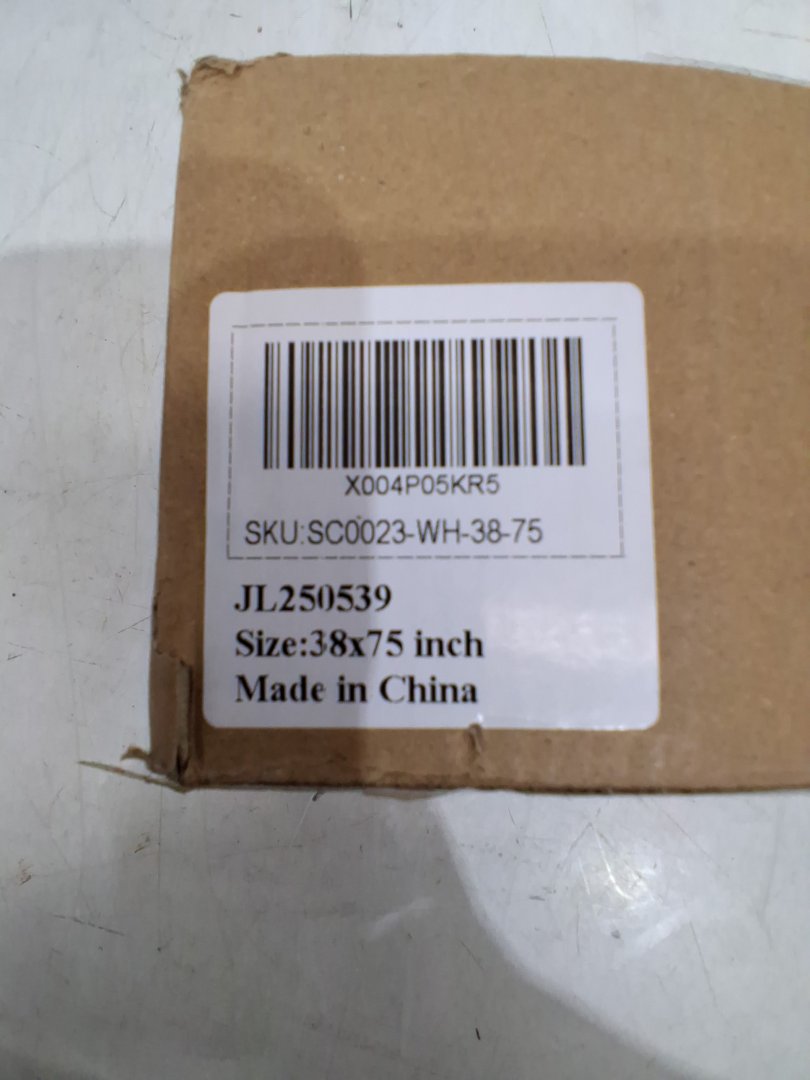 X004P05KR5
SKU:SC0023-WH-38-75
JL250539
Size:38x75 inch
Made in China